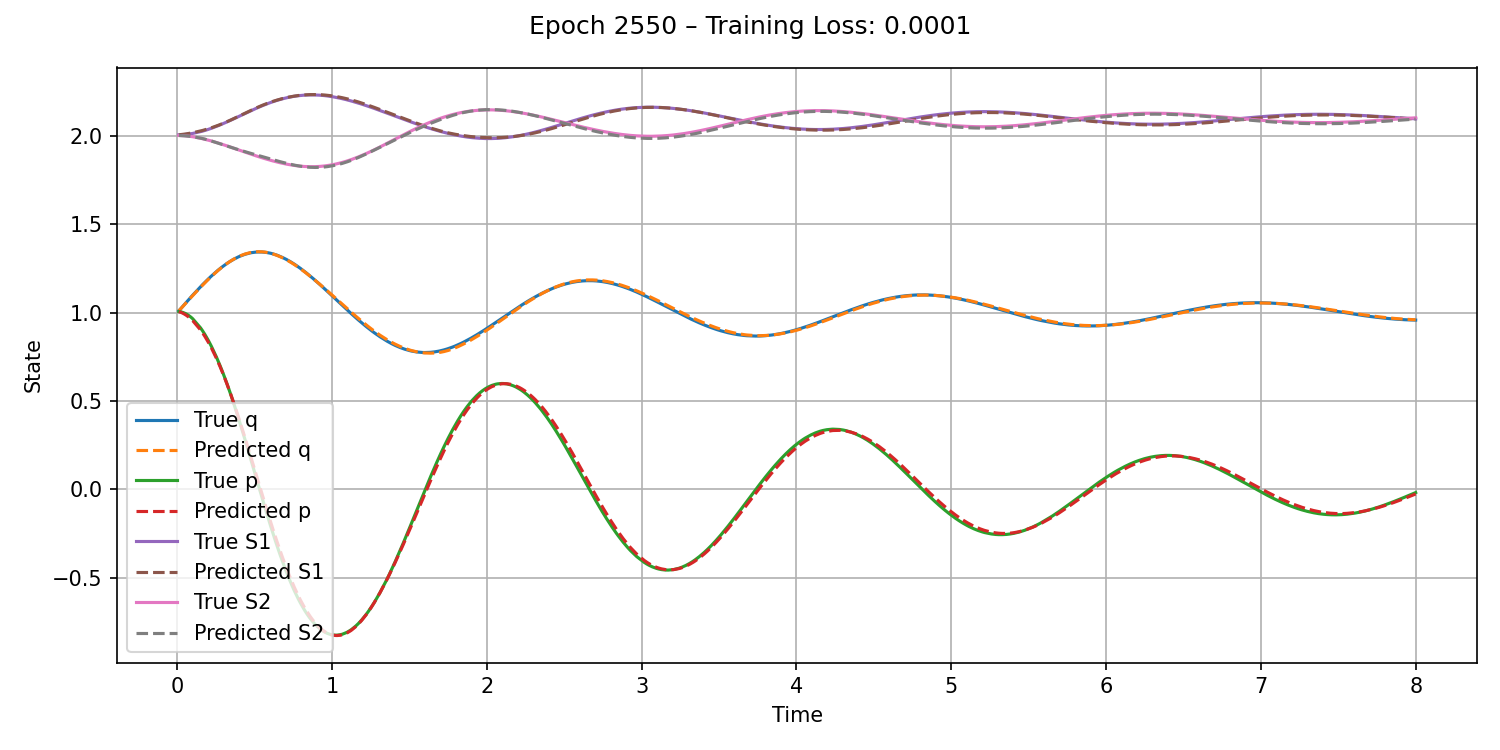 Epoch 2550 – Training Loss: 0.0001
2.0
1.5
1.0
0.5
0.0
−0.5
State
True q
Predicted q
True p
Predicted p
True S1
Predicted S1
True S2
Predicted S2
0 1 2 3 4 5 6 7 8
Time